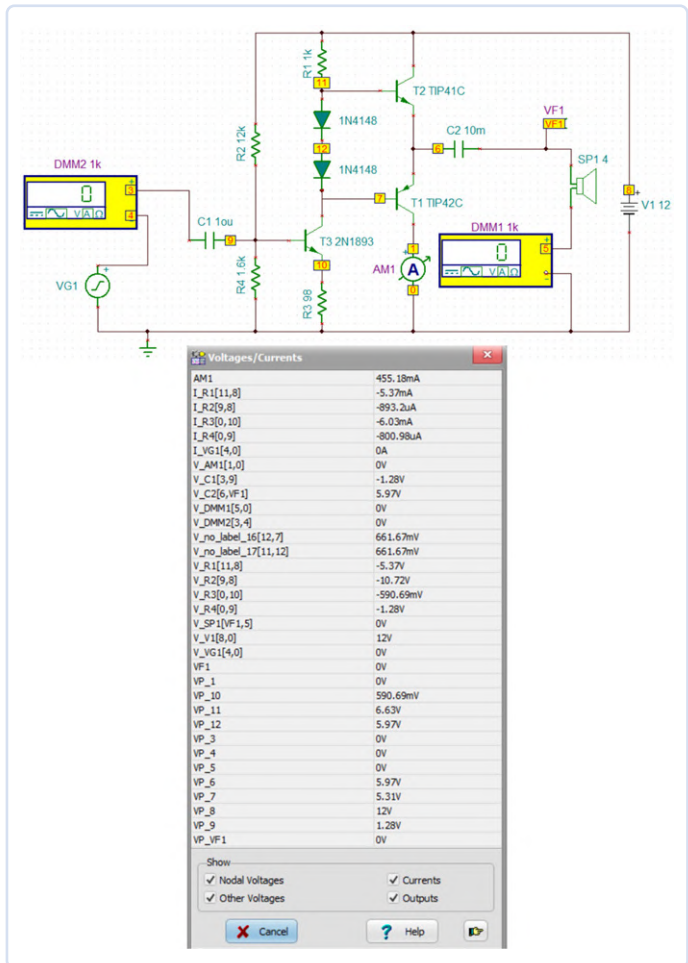 R1 1k
11
T2 TIP41C
1N4148
VF1
VF1
R2 12k
12
6
C2 10m
SP1 4
DMM2 1k
1N4148
0
3
V A Ω
4
7
T1 TIP42C
8
V1 12
C1 1ou
9
DMM1 1k
T3 2N1893
1
0
5
VG1
R4 1.6k
10
AM1
A
V A Ω
R3 98
0
Voltages/Currents
AM1 455.18mA
I_R1[11,8] -5.37mA
I_R2[9,8] -893.2uA
I_R3[0,10] -6.03mA
I_R4[0,9] -800.98uA
I_VG1[4,0] 0A
V_AM1[1,0] 0V
V_C1[3,9] -1.28V
V_C2[6,VF1] 5.97V
V_DMM1[5,0] 0V
V_DMM2[3,4] 0V
V_no_label_16[12,7] 661.67mV
V_no_label_17[11,12] 661.67mV
V_R1[11,8] -5.37V
V_R2[9,8] -10.72V
V_R3[0,10] -590.69mV
V_R4[0,9] -1.28V
V_SP1[VF1,5] 0V
V_V1[8,0] 12V
V_VG1[4,0] 0V
VF1 0V
VP_1 0V
VP_10 590.69mV
VP_11 6.63V
VP_12 5.97V
VP_3 0V
VP_4 0V
VP_5 0V
VP_6 5.97V
VP_7 5.31V
VP_8 12V
VP_9 1.28V
VP_VF1 0V
Show
Nodal Voltages Currents
Other Voltages Outputs
Cancel Help